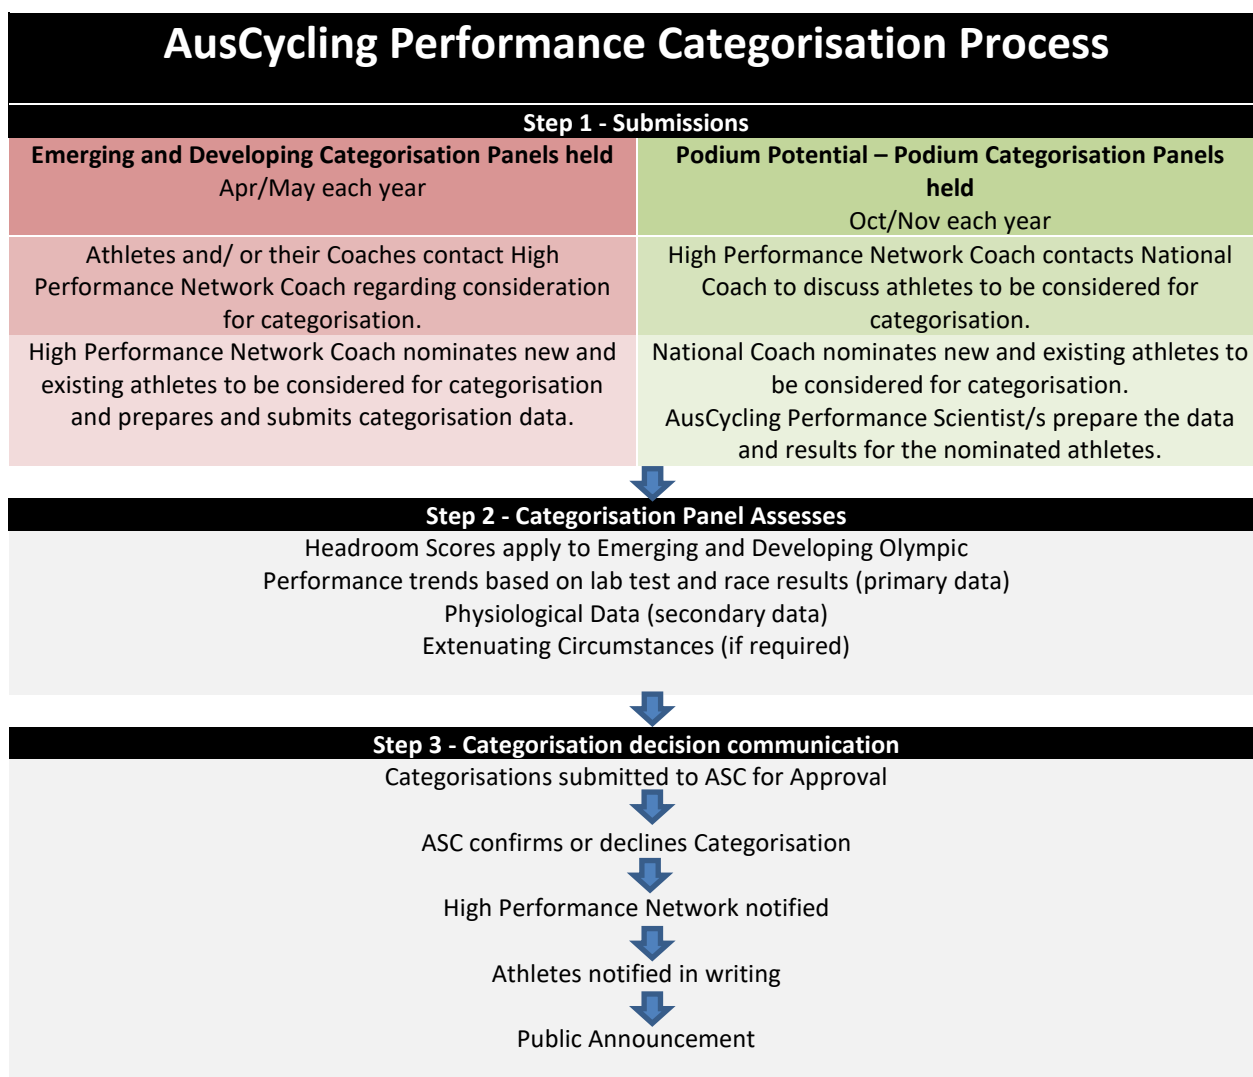 AusCycling Performance Categorisation Process
Step 1 - Submissions
Emerging and Developing Categorisation Panels held
Apr/May each year
Podium Potential – Podium Categorisation Panels
held
Oct/Nov each year
Athletes and/ or their Coaches contact High
Performance Network Coach regarding consideration
for categorisation.
High Performance Network Coach contacts National
Coach to discuss athletes to be considered for
categorisation.
High Performance Network Coach nominates new and
existing athletes to be considered for categorisation
and prepares and submits categorisation data.
National Coach nominates new and existing athletes to
be considered for categorisation.
AusCycling Performance Scientist/s prepare the data
and results for the nominated athletes.
Step 2 - Categorisation Panel Assesses
Headroom Scores apply to Emerging and Developing Olympic
Performance trends based on lab test and race results (primary data)
Physiological Data (secondary data)
Extenuating Circumstances (if required)
Step 3 - Categorisation decision communication
Categorisations submitted to ASC for Approval
ASC confirms or declines Categorisation
High Performance Network notified
Athletes notified in writing
Public Announcement